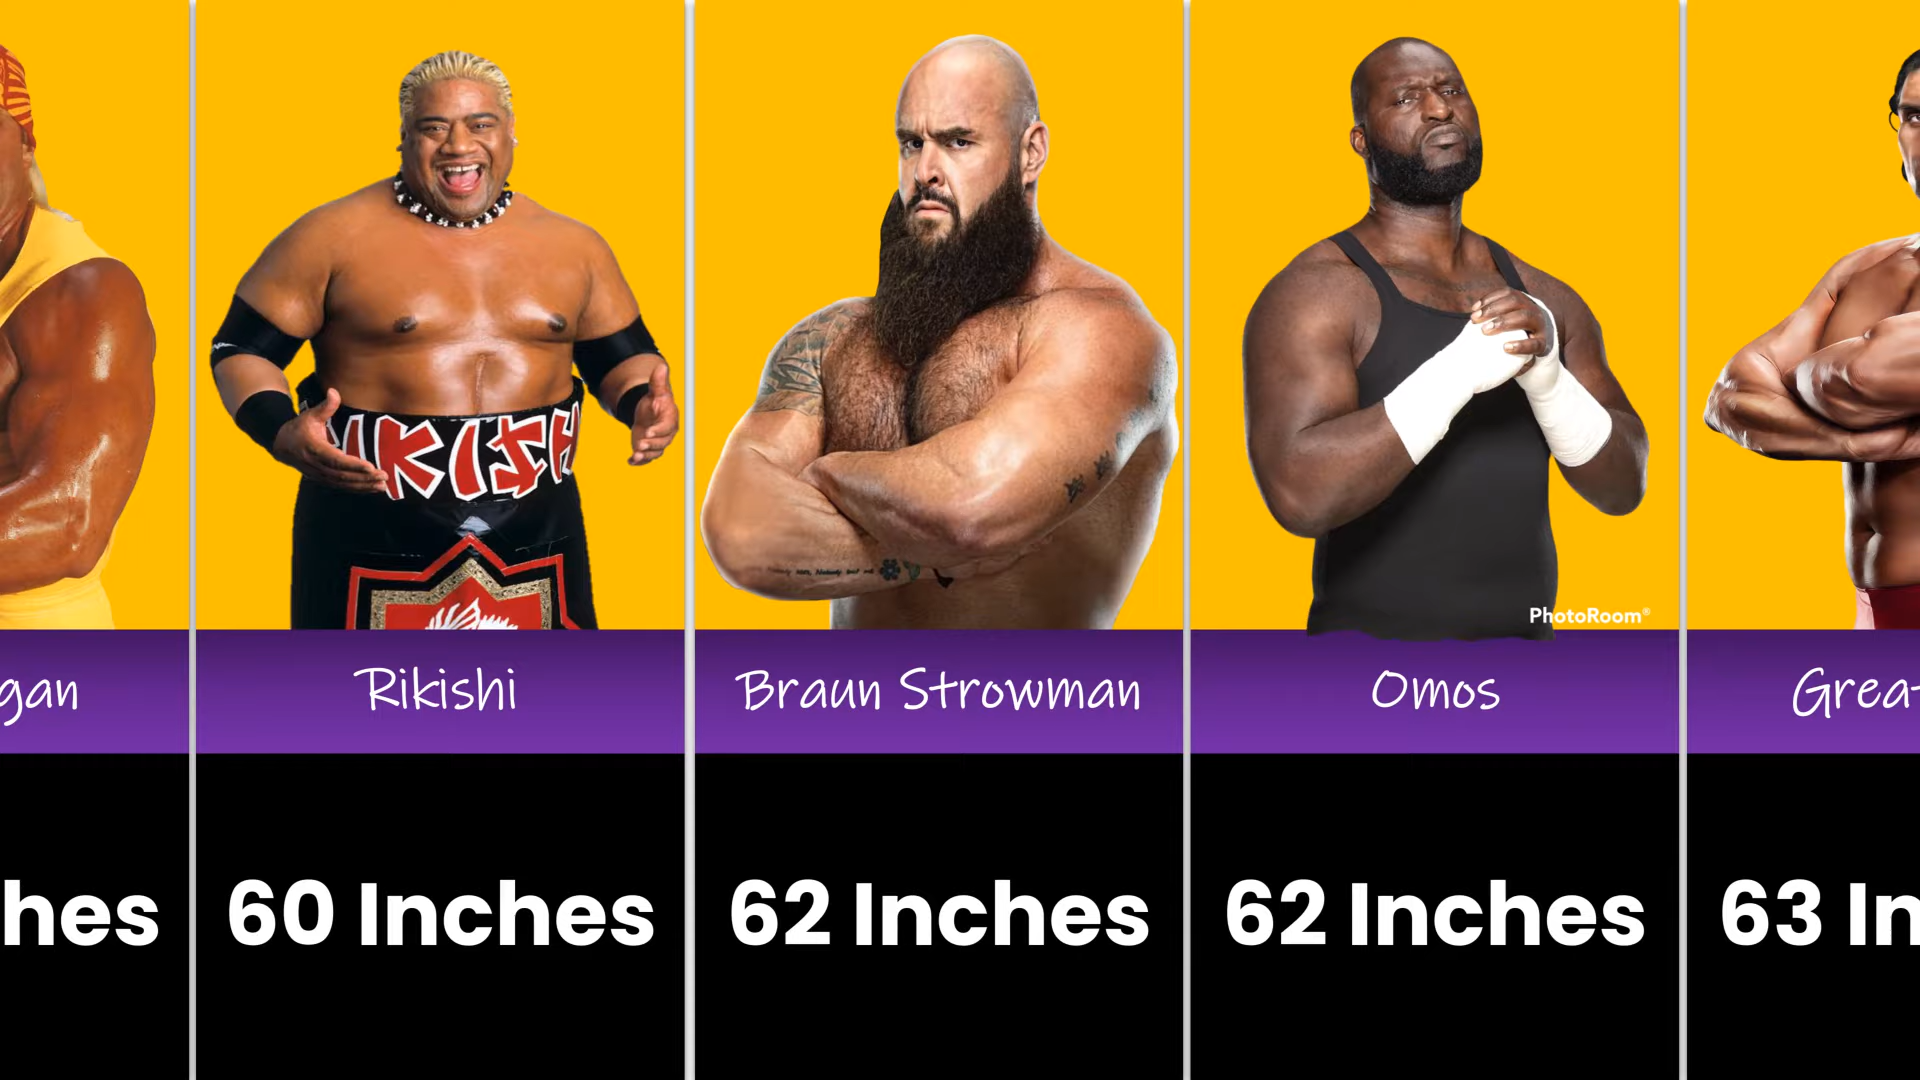 PhotoRoom®
gan
Rikishi
Braun Strowman
Omos
Grea
hes
60 Inches
62 Inches
62 Inches
63 In